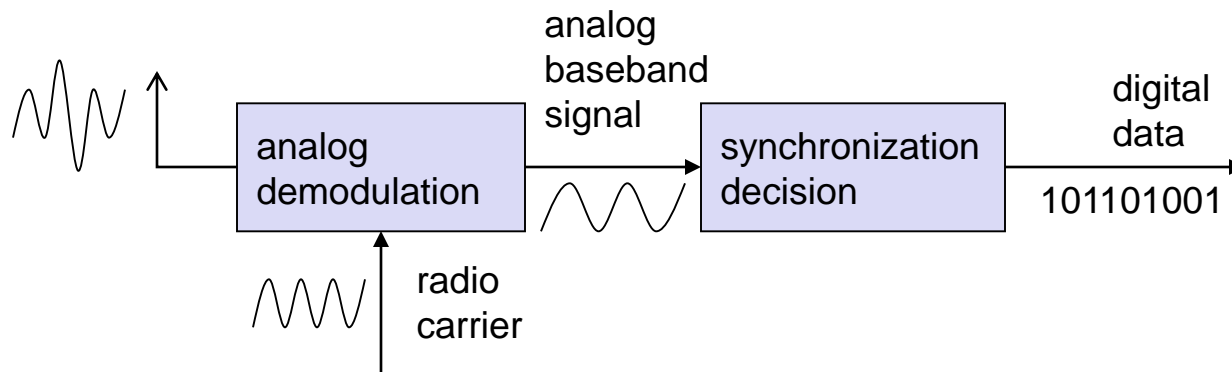 analog
demodulation
analog
baseband
signal
synchronization
decision
digital
data
101101001
radio
carrier